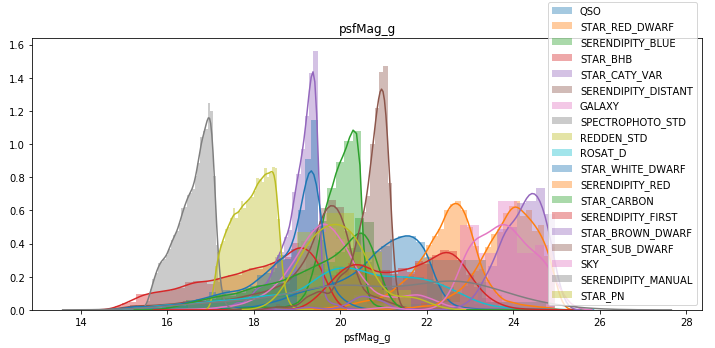 psfMag_g
QSO
STAR_RED_DWARF
SERENDIPITY_BLUE
STAR_BHB
STAR_CATY_VAR
SERENDIPITY_DISTANT
GALAXY
SPECTROPHOTO_STD
REDDEN_STD
ROSAT_D
STAR_WHITE_DWARF
SERENDIPITY_RED
STAR_CARBON
SERENDIPITY_FIRST
STAR_BROWN_DWARF
STAR_SUB_DWARF
SKY
SERENDIPITY_MANUAL
STAR_PN
1.6
1.4
1.2
1.0
0.8
0.6
0.4
0.2
0.0
14 16 18 20 22 24 26 28
psfMag_g